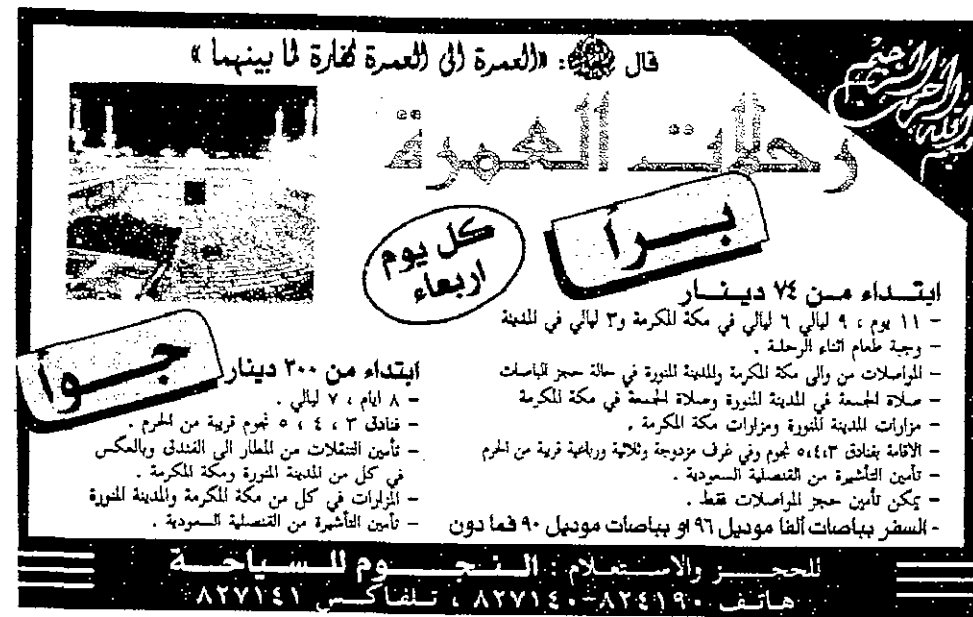 بسم الله الرحمن الرحيم
قال ﷺ: «العمرة الى العمرة كفارة لما بينهما»
رحلات العمرة
كل يوم
اربعاء
بــرا
ابتداء من ٧٤ دينار
- ١١ يوم ، ٩ ليالي ٦ ليالي في مكة المكرمة و٣ ليالي في المدينة
- وجبة طعام اثناء الرحلة .
- المواصلات من والى مكة المكرمة والمدينة المنورة في حالة حجز الباصات
- صلاة الجمعة في المدينة المنورة وصلاة الجمعة في مكة المكرمة
- مزارات المدينة المنورة ومزارات مكة المكرمة .
- الاقامة بفنادق ٥،٤،٣ نجوم وفي غرف مزدوجة وثلاثية ورباعية قريبة من الحرم
- تأمين التأشيرة من القنصلية السعودية .
- يمكن تأمين حجز المواصلات فقط .
- السفر بباصات ألفا موديل ٩٦ او بباصات موديل ٩٠ فما دون
جــوا
ابتداء من ٣٠٠ دينار
- ٨ ايام ، ٧ ليالي .
- فنادق ٣ ، ٤ ، ٥ نجوم قريبة من الحرم .
- تأمين التنقلات من المطار الى الفندق وبالعكس
في كل من المدينة المنورة ومكة المكرمة .
- المزارات في كل من مكة المكرمة والمدينة المنورة
- تأمين التأشيرة من القنصلية السعودية .
للحجــز والاستعلام : النجــوم للسياحــة
هاتف ٨٢٤١٩٠-٨٢٧١٤٠ ، تلفاكس ٨٢٧١٤١